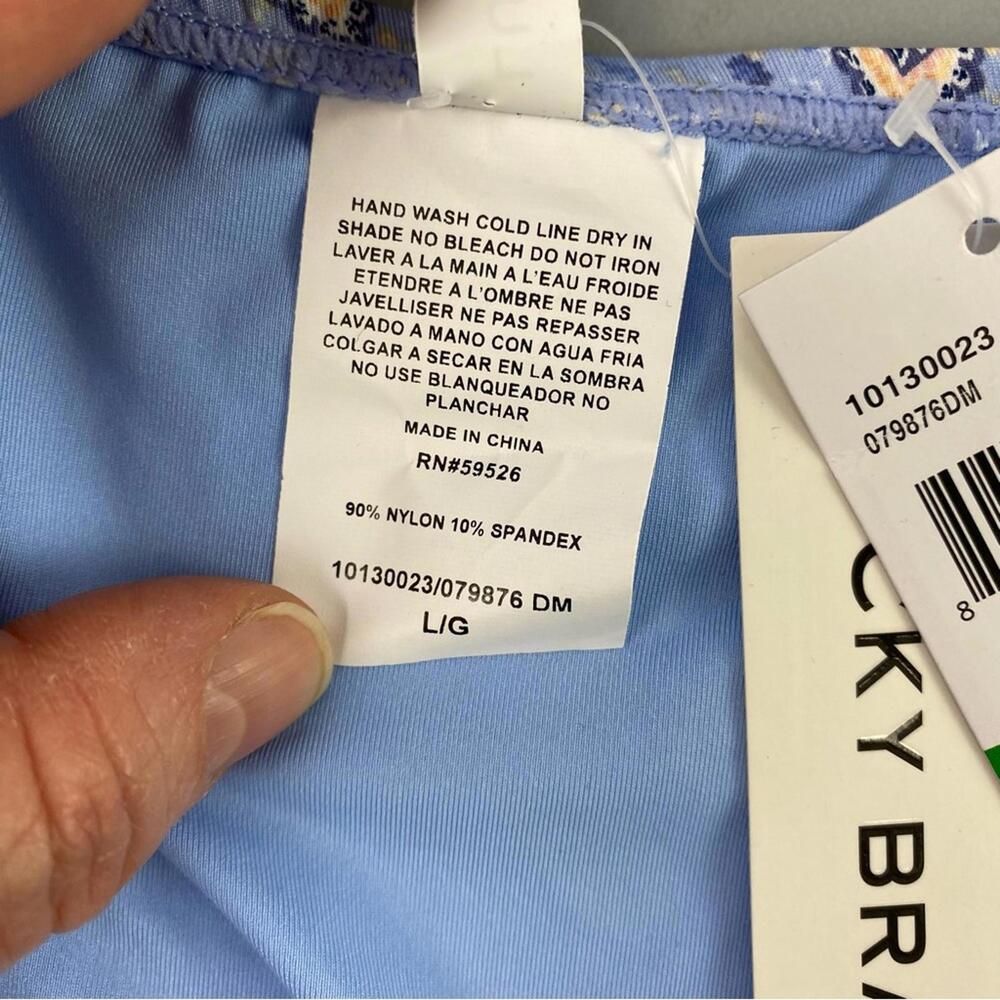 HAND WASH COLD LINE DRY IN
SHADE NO BLEACH DO NOT IRON
LAVER A LA MAIN A L'EAU FROIDE
ETENDRE A L'OMBRE NE PAS
JAVELLISER NE PAS REPASSER
LAVADO A MANO CON AGUA FRIA
COLGAR A SECAR EN LA SOMBRA
NO USE BLANQUEADOR NO
PLANCHAR
MADE IN CHINA
RN#59526
90% NYLON 10% SPANDEX
10130023/079876 DM
L/G
10130023
079876DM
8
CKY BRA